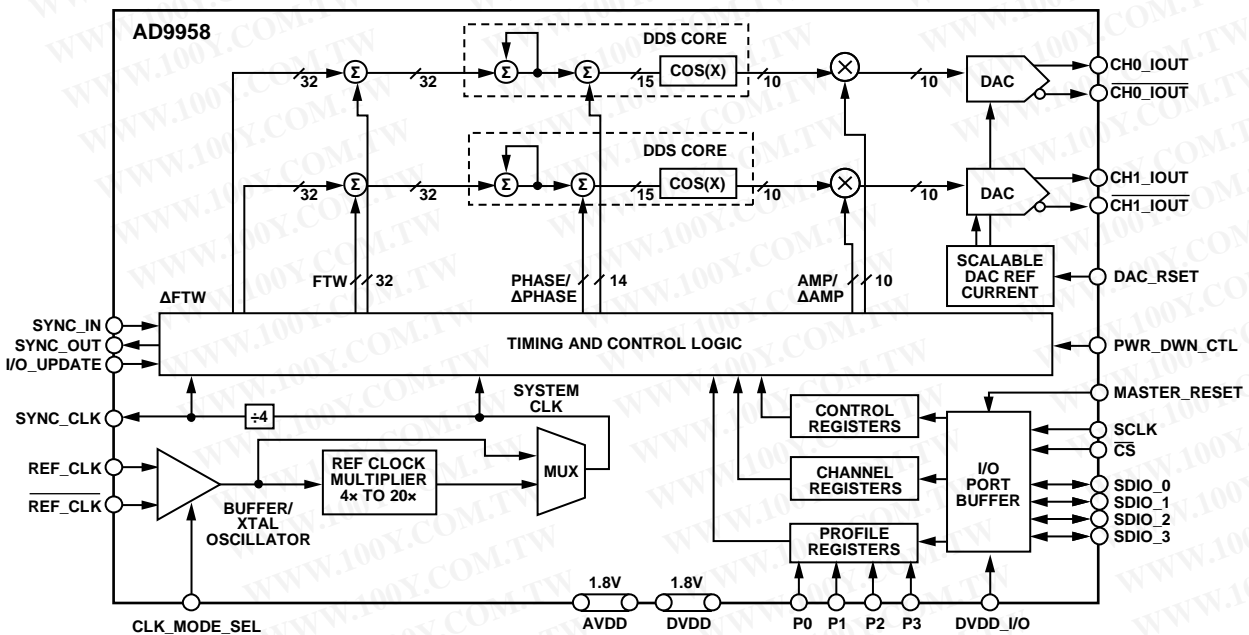 AD9958
DDS CORE
32
Σ
32
Σ
Σ
15
COS(X)
10
×
10
DAC
CH0_IOUT
CH0_IOUT
DDS CORE
32
Σ
32
Σ
Σ
15
COS(X)
10
×
10
DAC
CH1_IOUT
CH1_IOUT
SCALABLE
DAC REF
CURRENT
DAC_RSET
ΔFTW
FTW
32
PHASE/
ΔPHASE
14
AMP/
ΔAMP
10
SYNC_IN
SYNC_OUT
I/O_UPDATE
TIMING AND CONTROL LOGIC
PWR_DWN_CTL
SYNC_CLK
÷4
SYSTEM
CLK
MASTER_RESET
REF_CLK
REF_CLK
BUFFER/
XTAL
OSCILLATOR
REF CLOCK
MULTIPLIER
4× TO 20×
MUX
CONTROL
REGISTERS
CHANNEL
REGISTERS
PROFILE
REGISTERS
I/O
PORT
BUFFER
SCLK
CS
SDIO_0
SDIO_1
SDIO_2
SDIO_3
1.8V
1.8V
CLK_MODE_SEL
AVDD
DVDD
P0
P1
P2
P3
DVDD_I/O
WWW.100Y.COM.TW